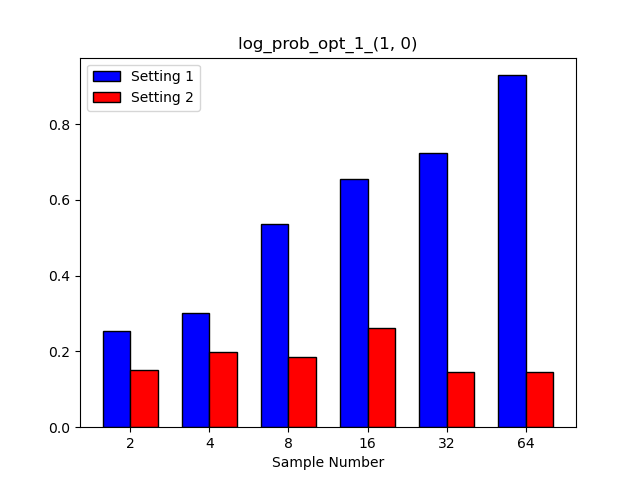 log_prob_opt_1_(1, 0)
Setting 1
Setting 2
0.8
0.6
0.4
0.2
0.0
2 4 8 16 32 64
Sample Number